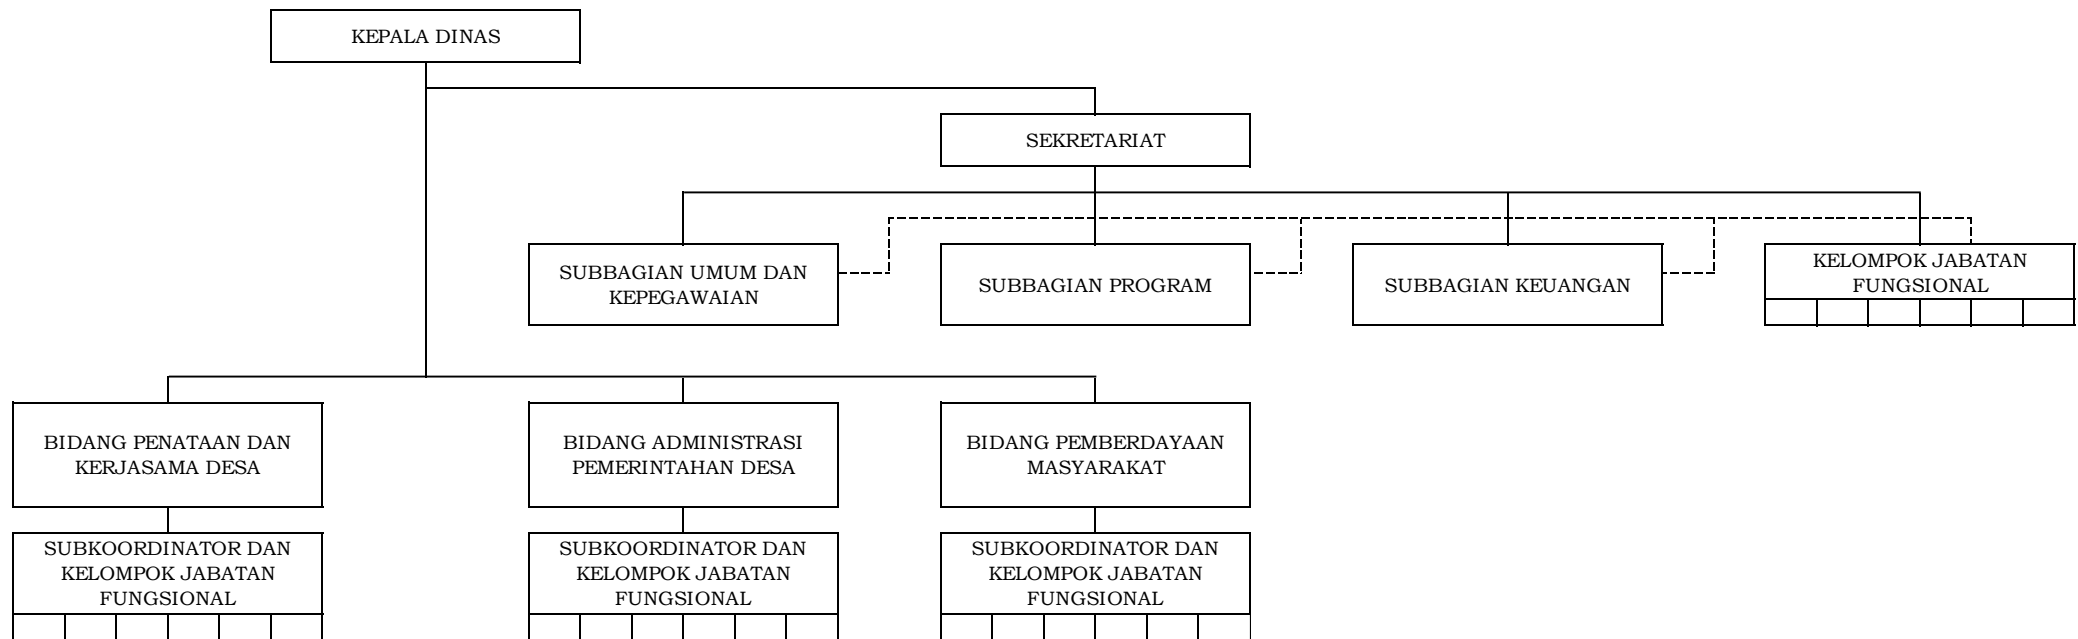 KEPALA DINAS
SEKRETARIAT
SUBBAGIAN UMUM DAN
KEPEGAWAIAN
SUBBAGIAN PROGRAM
SUBBAGIAN KEUANGAN
KELOMPOK JABATAN
FUNGSIONAL
BIDANG PENATAAN DAN
KERJASAMA DESA
BIDANG ADMINISTRASI
PEMERINTAHAN DESA
BIDANG PEMBERDAYAAN
MASYARAKAT
SUBKOORDINATOR DAN
KELOMPOK JABATAN
FUNGSIONAL
SUBKOORDINATOR DAN
KELOMPOK JABATAN
FUNGSIONAL
SUBKOORDINATOR DAN
KELOMPOK JABATAN
FUNGSIONAL